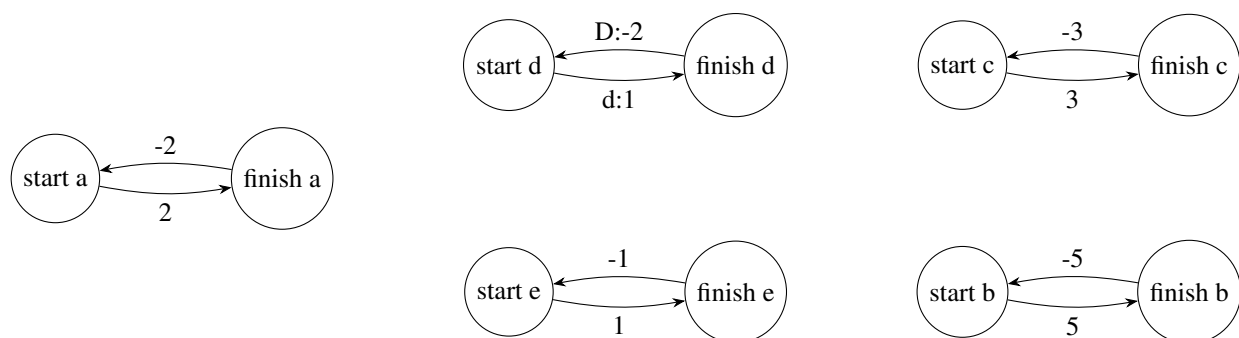 D:-2
start d
finish d
d:1
-3
start c
finish c
3
-2
start a
finish a
2
-1
start e
finish e
1
-5
start b
finish b
5